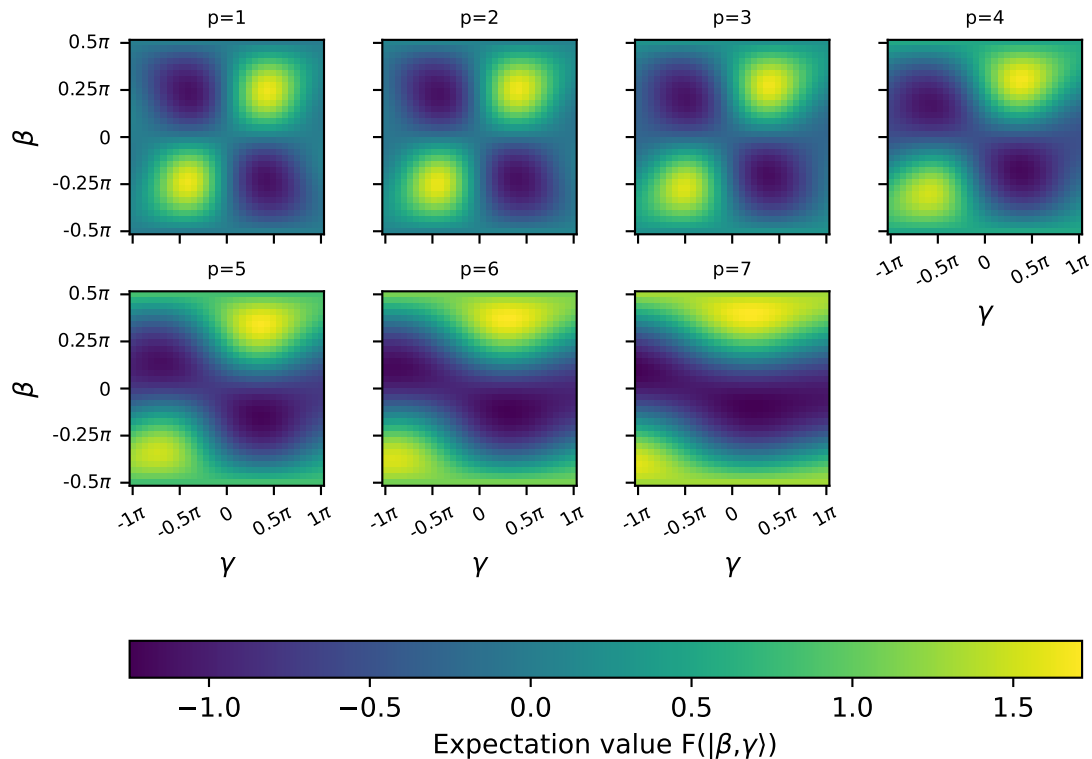 p=1 p=2 p=3 p=4
0.5π
0.25π
0
-0.25π
-0.5π
β
-1π -0.5π 0 0.5π 1π
γ
p=5 p=6 p=7
0.5π
0.25π
0
-0.25π
-0.5π
β
-1π -0.5π 0 0.5π 1π -1π -0.5π 0 0.5π 1π -1π -0.5π 0 0.5π 1π
γ γ γ
−1.0 −0.5 0.0 0.5 1.0 1.5
Expectation value F(|β,γ⟩)